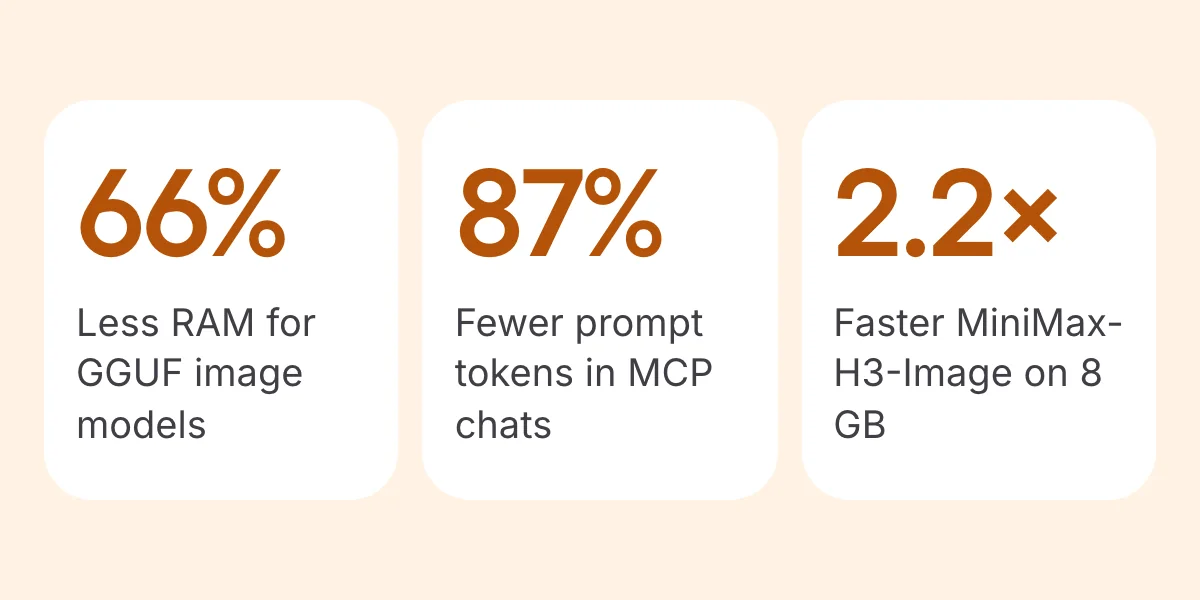 66%
Less RAM for
GGUF image
models
87%
Fewer prompt
tokens in MCP
chats
2.2×
Faster MiniMax-
H3-Image on 8
GB